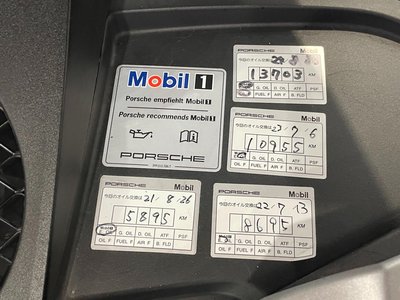 Mobil 1
Porsche empfiehlt Mobil 1
Porsche recommends Mobil 1
PORSCHE
PORSCHE Mobil
今回のオイル交換は
13703 KM
G. OIL D. OIL ATF PSF
OIL F FUEL F AIR F B. FLD
PORSCHE Mobil
今回のオイル交換は 23/7/6
10955 KM
G. OIL D. OIL ATF PSF
OIL F FUEL F AIR F B. FLD
PORSCHE Mobil
今回のオイル交換は 21/8/26
5895 KM
G. OIL D. OIL ATF PSF
OIL F FUEL F AIR F B. FLD
PORSCHE Mobil
今回のオイル交換は 22/7/13
8695 KM
G. OIL D. OIL ATF PSF
OIL F FUEL F AIR F B. FLD